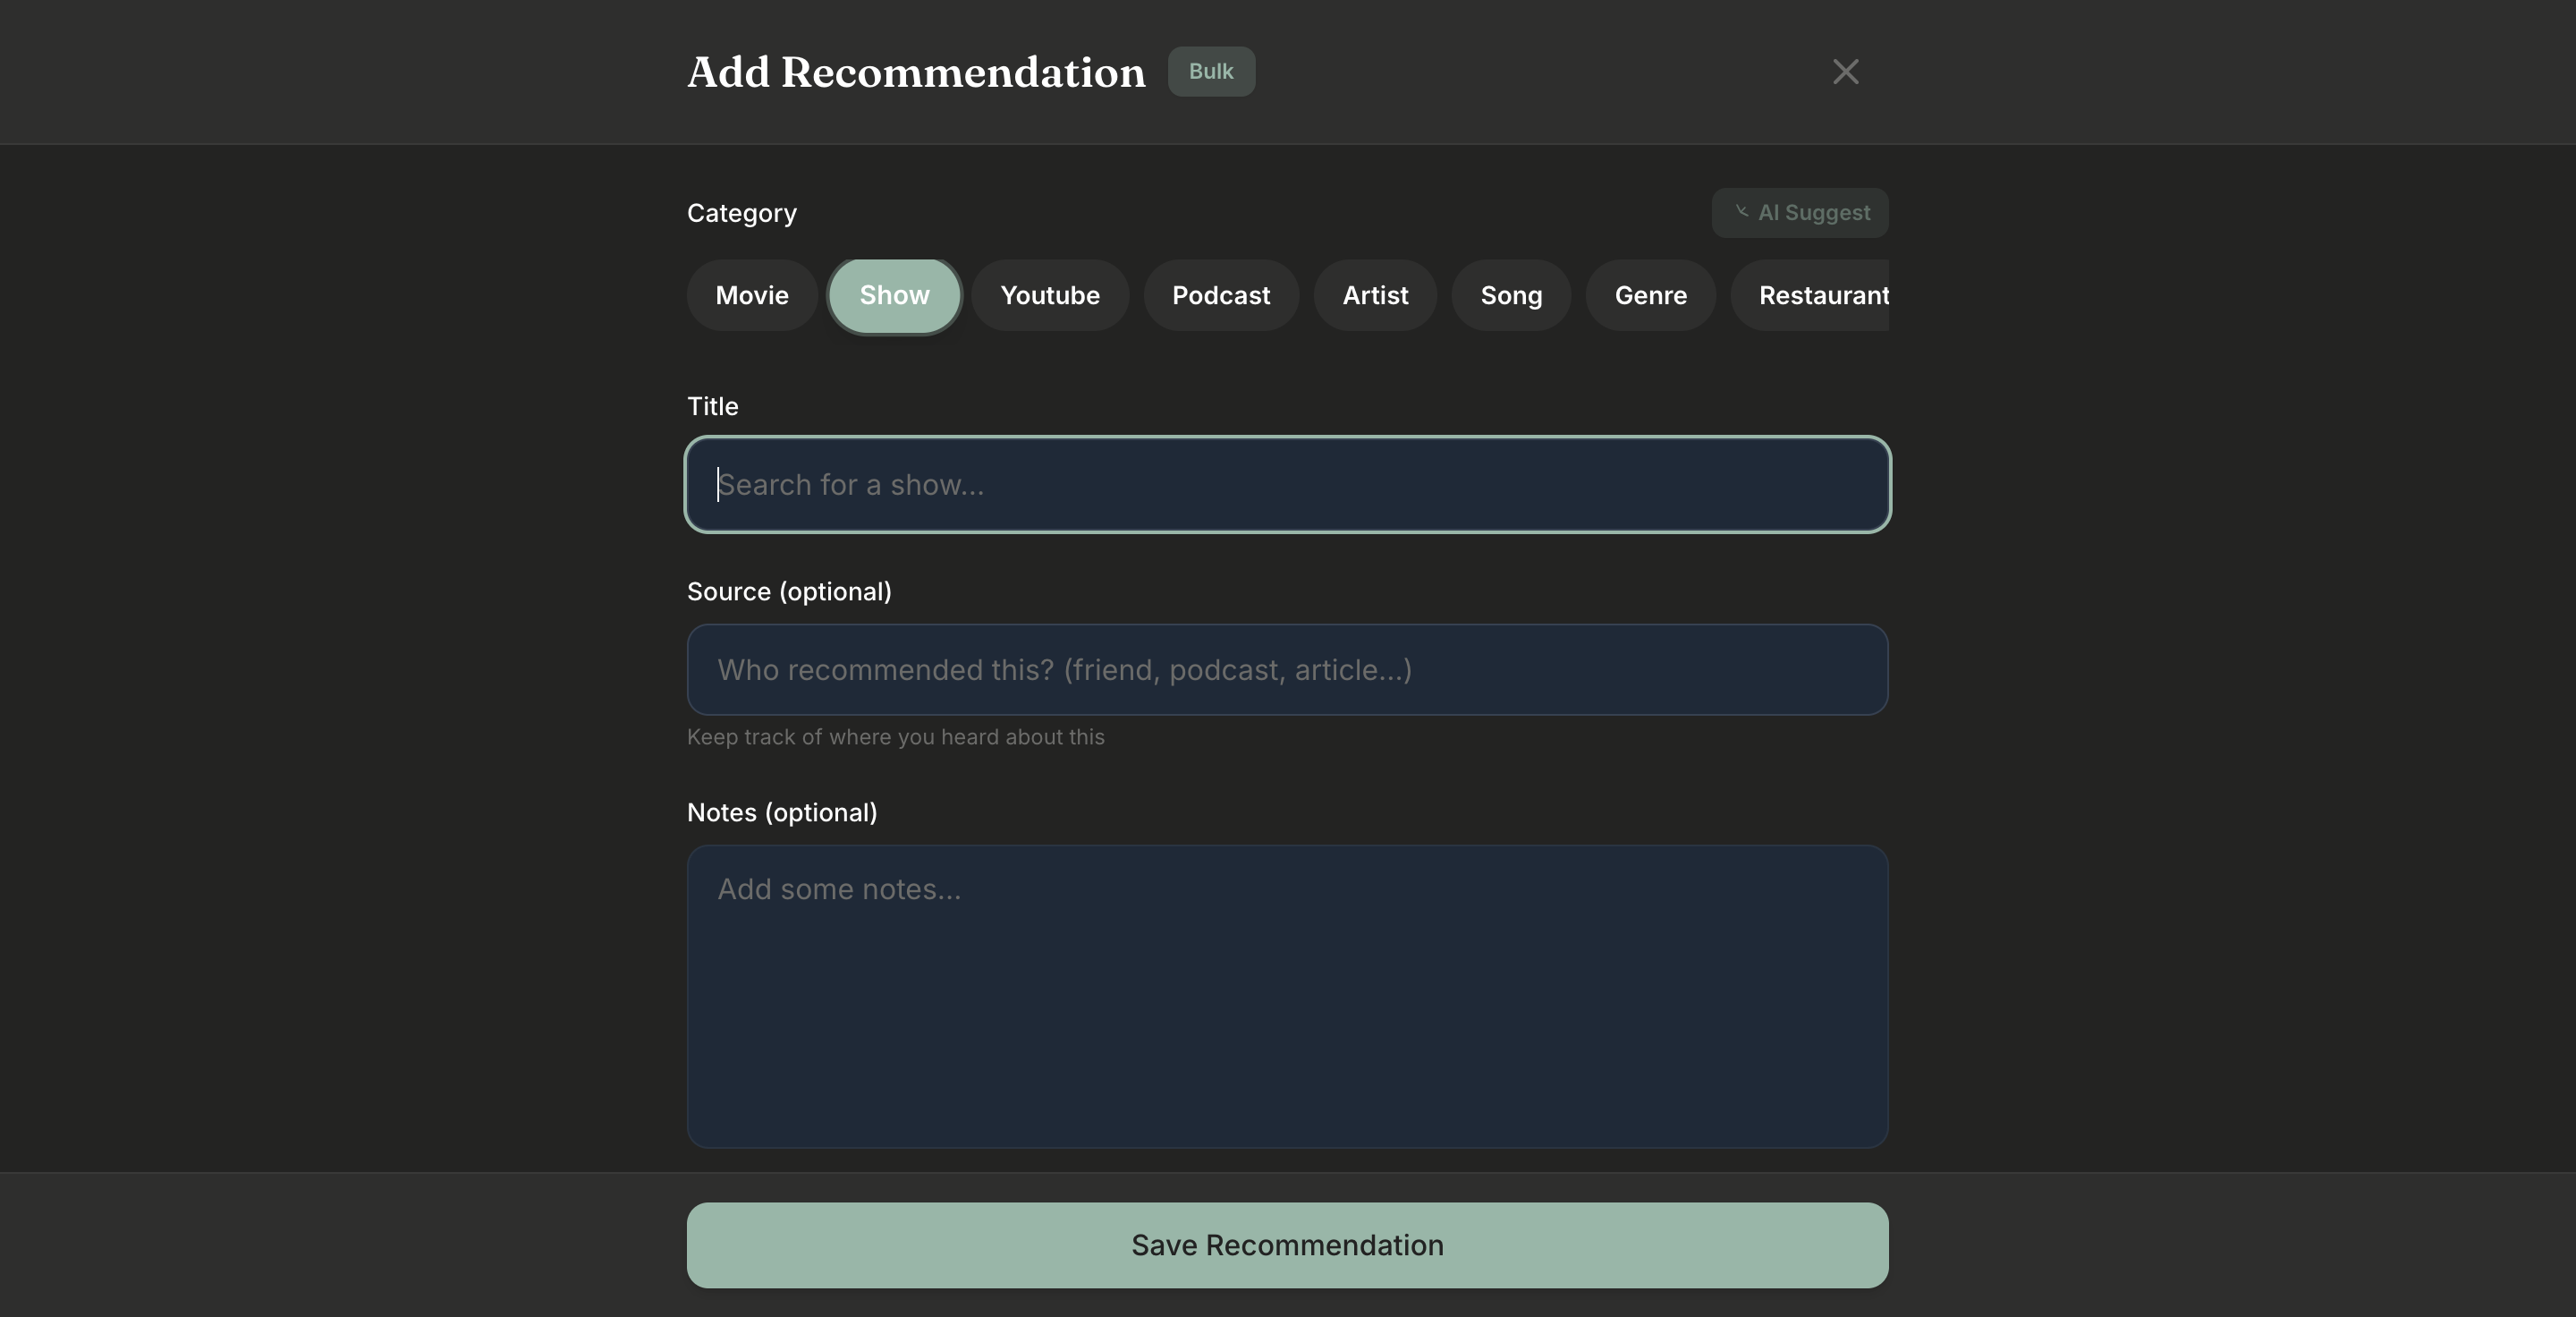 Add Recommendation Bulk
Category AI Suggest
Movie Show Youtube Podcast Artist Song Genre Restaurant
Title
Search for a show...
Source (optional)
Who recommended this? (friend, podcast, article...)
Keep track of where you heard about this
Notes (optional)
Add some notes...
Save Recommendation